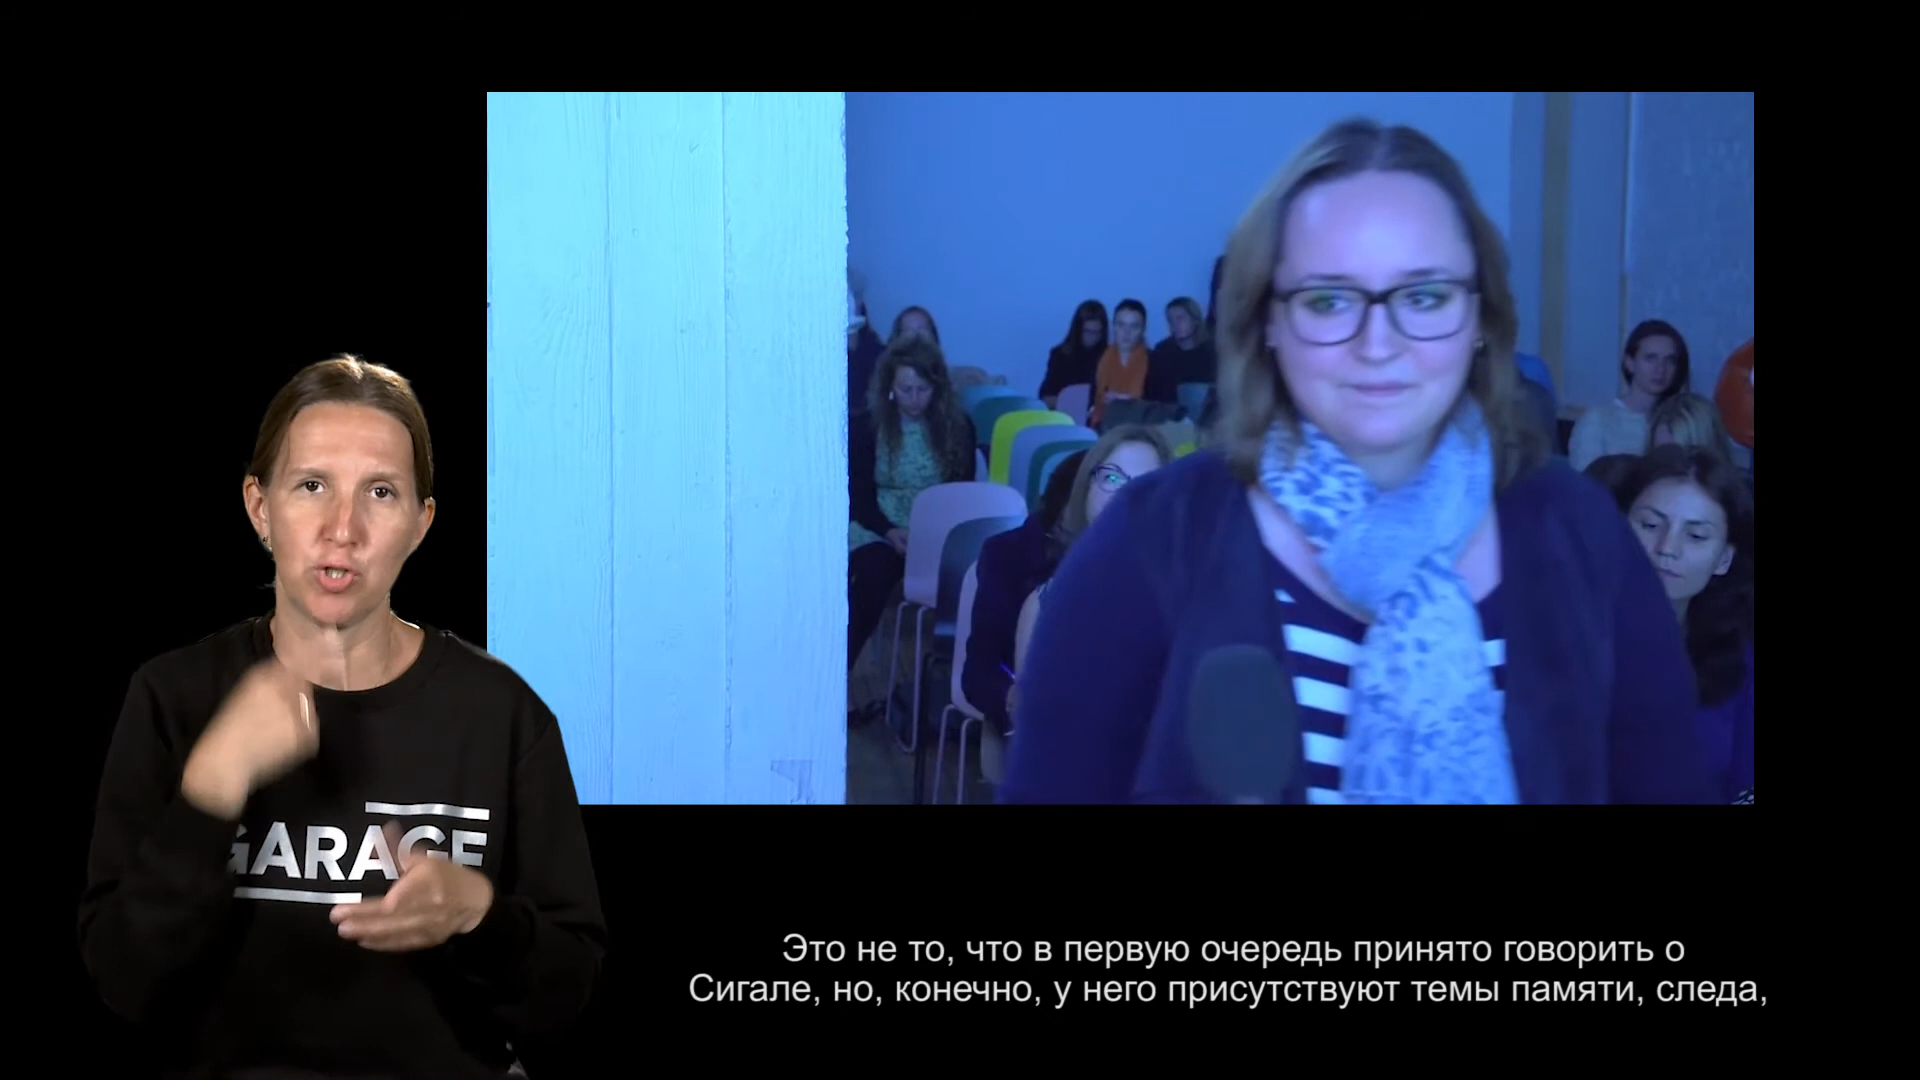 GARAGE
Это не то, что в первую очередь принято говорить о
Сигале, но, конечно, у него присутствуют темы памяти, следа,